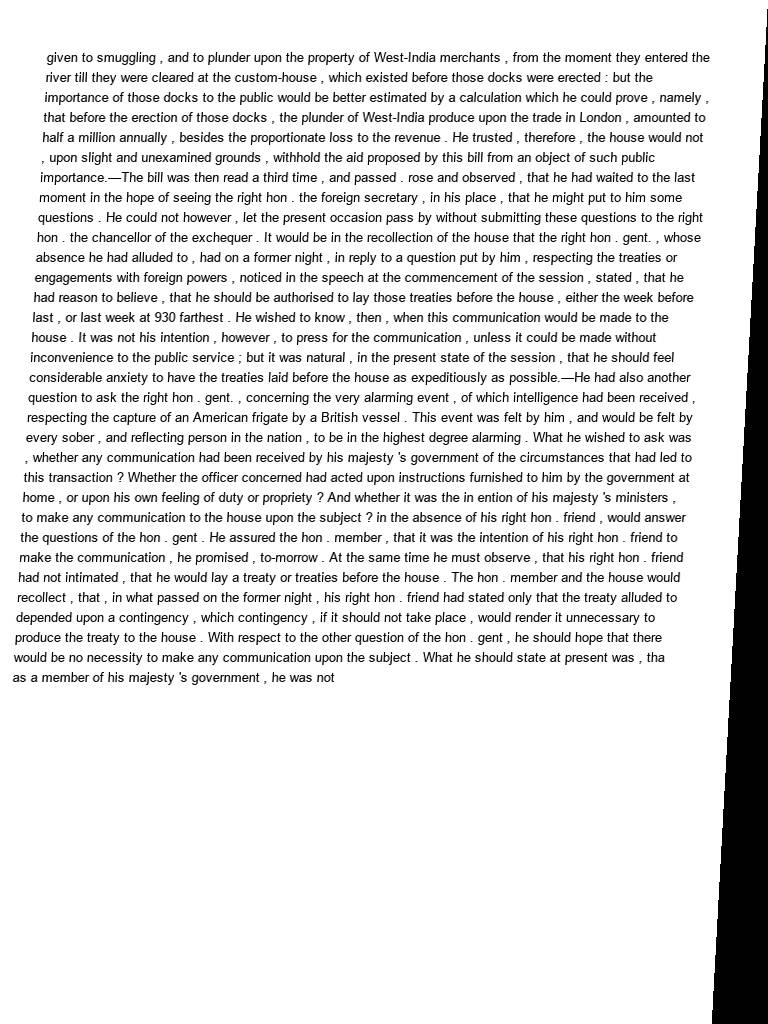 given to smuggling , and to plunder upon the property of West-India merchants , from the moment they entered the
river till they were cleared at the custom-house , which existed before those docks were erected : but the
importance of those docks to the public would be better estimated by a calculation which he could prove , namely ,
that before the erection of those docks , the plunder of West-India produce upon the trade in London , amounted to
half a million annually , besides the proportionate loss to the revenue . He trusted , therefore , the house would not
, upon slight and unexamined grounds , withhold the aid proposed by this bill from an object of such public
importance.—The bill was then read a third time , and passed . rose and observed , that he had waited to the last
moment in the hope of seeing the right hon . the foreign secretary , in his place , that he might put to him some
questions . He could not however , let the present occasion pass by without submitting these questions to the right
hon . the chancellor of the exchequer . It would be in the recollection of the house that the right hon . gent. , whose
absence he had alluded to , had on a former night , in reply to a question put by him , respecting the treaties or
engagements with foreign powers , noticed in the speech at the commencement of the session , stated , that he
had reason to believe , that he should be authorised to lay those treaties before the house , either the week before
last , or last week at 930 farthest . He wished to know , then , when this communication would be made to the
house . It was not his intention , however , to press for the communication , unless it could be made without
inconvenience to the public service ; but it was natural , in the present state of the session , that he should feel
considerable anxiety to have the treaties laid before the house as expeditiously as possible.—He had also another
question to ask the right hon . gent. , concerning the very alarming event , of which intelligence had been received ,
respecting the capture of an American frigate by a British vessel . This event was felt by him , and would be felt by
every sober , and reflecting person in the nation , to be in the highest degree alarming . What he wished to ask was
, whether any communication had been received by his majesty 's government of the circumstances that had led to
this transaction ? Whether the officer concerned had acted upon instructions furnished to him by the government at
home , or upon his own feeling of duty or propriety ? And whether it was the in ention of his majesty 's ministers ,
to make any communication to the house upon the subject ? in the absence of his right hon . friend , would answer
the questions of the hon . gent . He assured the hon . member , that it was the intention of his right hon . friend to
make the communication , he promised , to-morrow . At the same time he must observe , that his right hon . friend
had not intimated , that he would lay a treaty or treaties before the house . The hon . member and the house would
recollect , that , in what passed on the former night , his right hon . friend had stated only that the treaty alluded to
depended upon a contingency , which contingency , if it should not take place , would render it unnecessary to
produce the treaty to the house . With respect to the other question of the hon . gent , he should hope that there
would be no necessity to make any communication upon the subject . What he should state at present was , tha
as a member of his majesty 's government , he was not